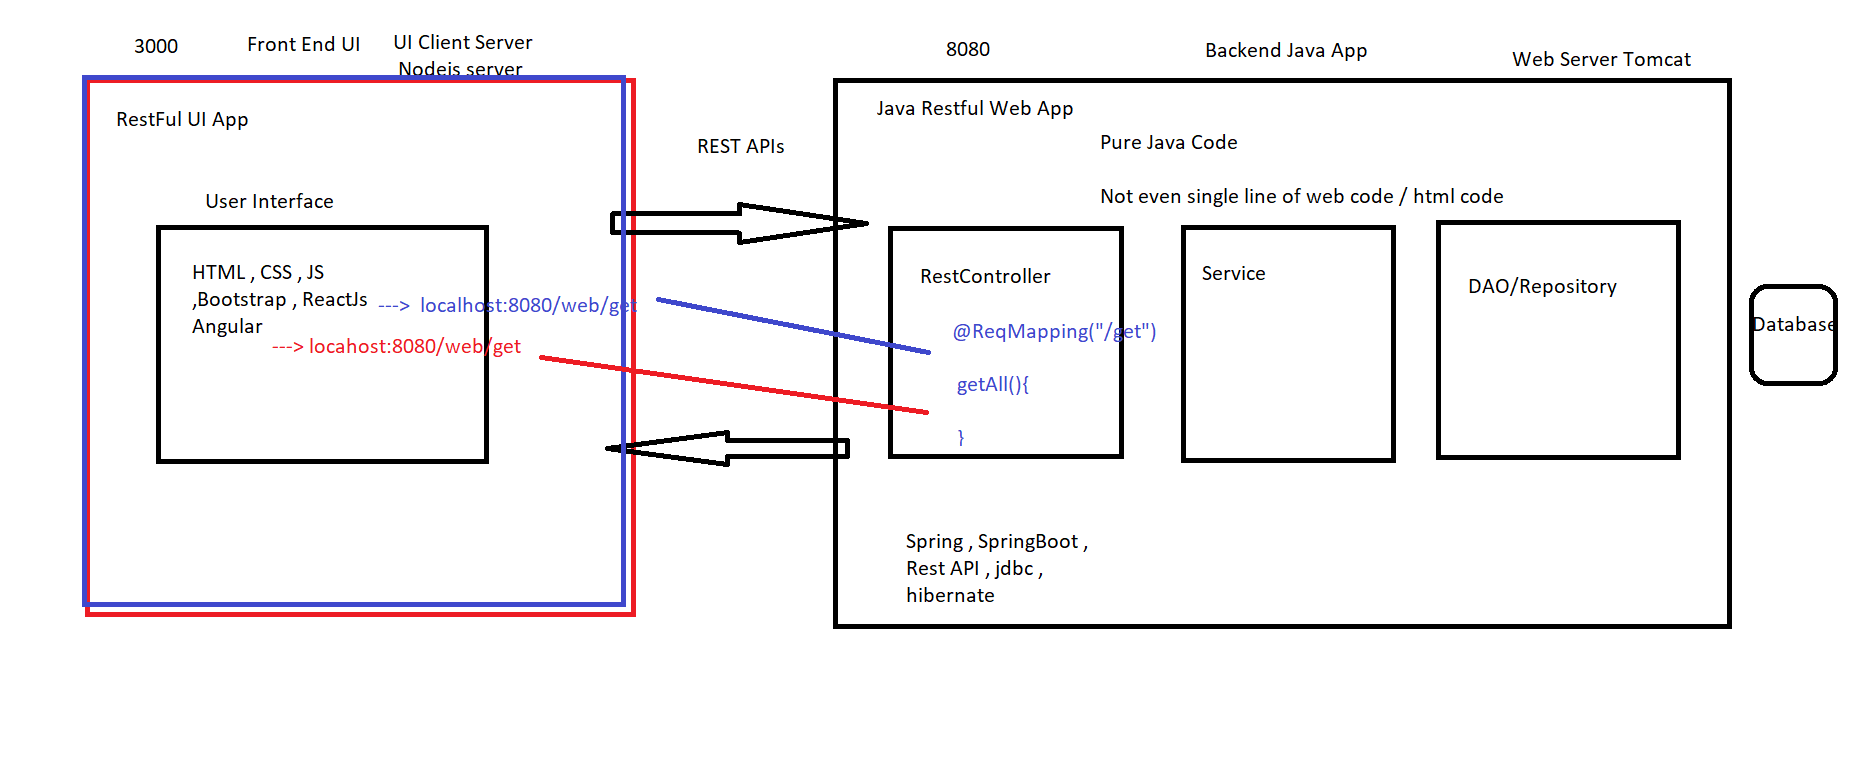 3000
Front End UI
UI Client Server
Nodejs server
8080
Backend Java App
Web Server Tomcat
RestFul UI App
User Interface
HTML , CSS , JS
,Bootstrap , ReactJs
Angular
---> localhost:8080/web/get
---> locahost:8080/web/get
REST APIs
Java Restful Web App
Pure Java Code
Not even single line of web code / html code
RestController
@ReqMapping("/get")
getAll(){
}
Service
DAO/Repository
Database
Spring , SpringBoot ,
Rest API , jdbc ,
hibernate